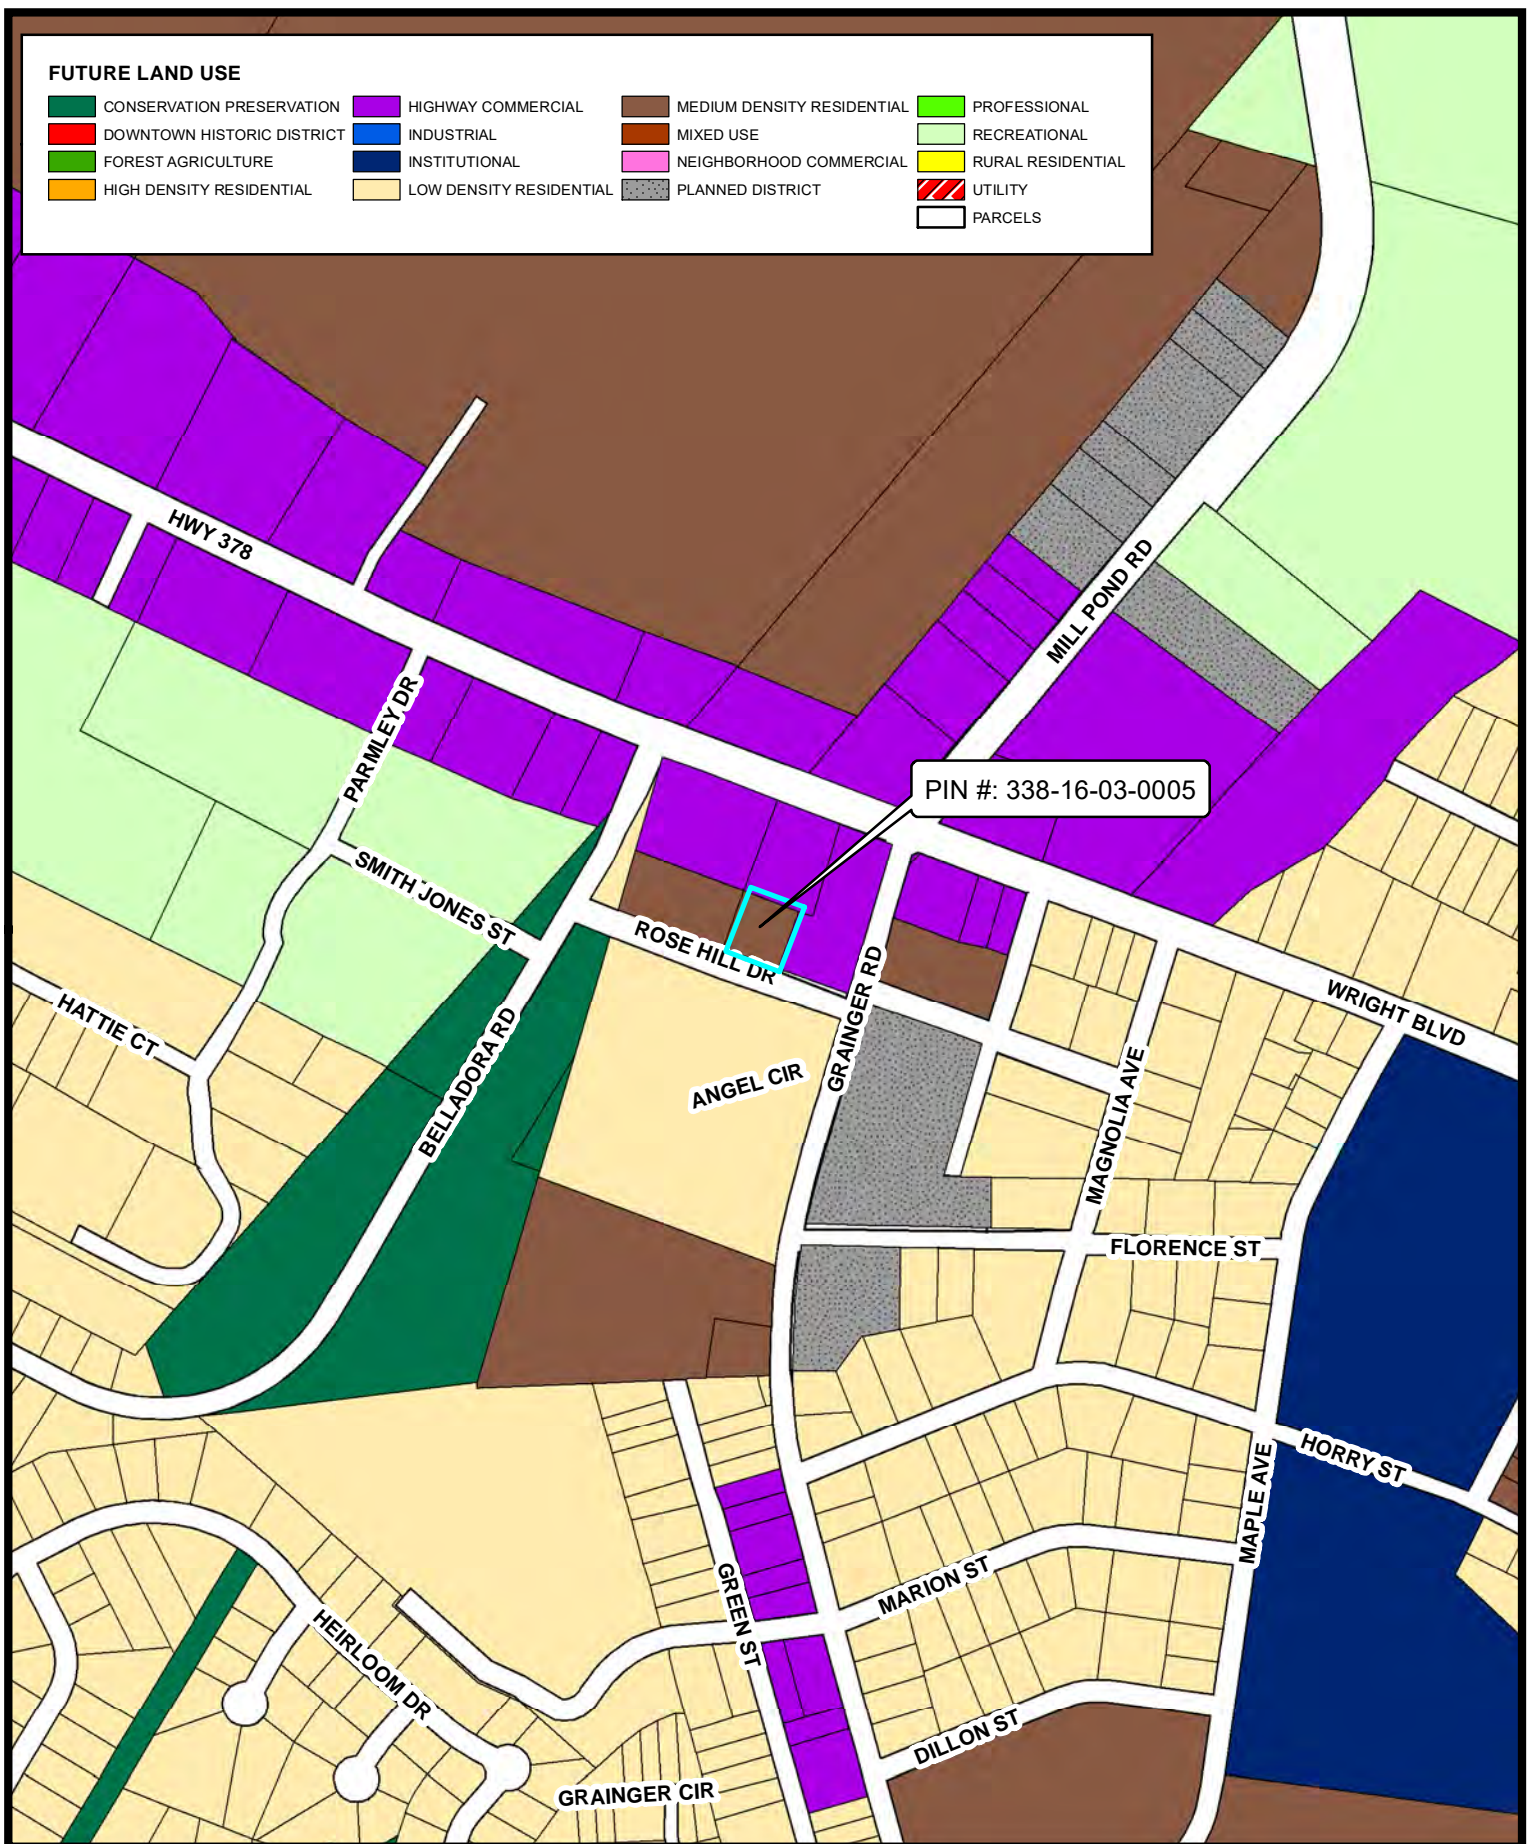 FUTURE LAND USE
CONSERVATION PRESERVATION
DOWNTOWN HISTORIC DISTRICT
FOREST AGRICULTURE
HIGH DENSITY RESIDENTIAL
HIGHWAY COMMERCIAL
INDUSTRIAL
INSTITUTIONAL
LOW DENSITY RESIDENTIAL
MEDIUM DENSITY RESIDENTIAL
MIXED USE
NEIGHBORHOOD COMMERCIAL
PLANNED DISTRICT
PROFESSIONAL
RECREATIONAL
RURAL RESIDENTIAL
UTILITY
PARCELS
HWY 378
MILL POND RD
PARMLEY DR
PIN #: 338-16-03-0005
SMITH JONES ST
ROSE HILL DR
GRAINGER RD
WRIGHT BLVD
HATTIE CT
BELLADORA RD
ANGEL CIR
MAGNOLIA AVE
FLORENCE ST
HORRY ST
MAPLE AVE
GREEN ST
MARION ST
HEIRLOOM DR
DILLON ST
GRAINGER CIR